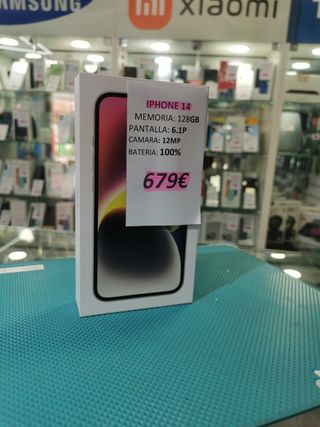 SAMSUNG
xiaomi
IPHONE 14
MEMORIA: 128GB
PANTALLA: 6.1P
CAMARA: 12MP
BATERIA: 100%
679€